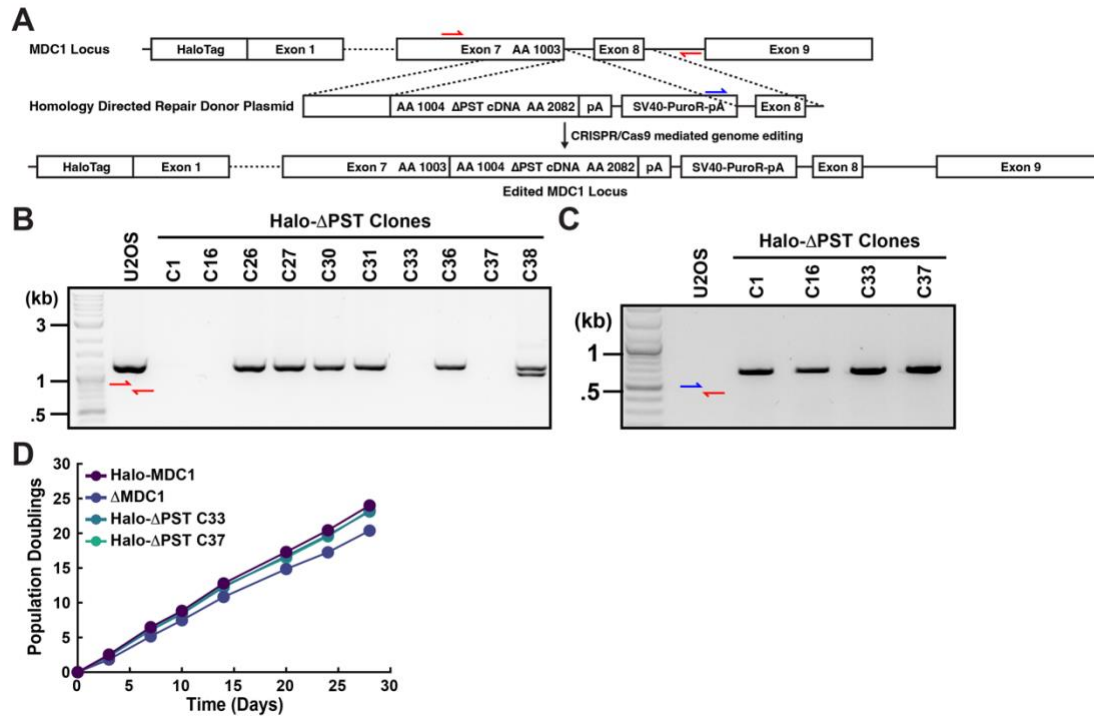 A
MDC1 Locus
HaloTag Exon 1 Exon 7 AA 1003 Exon 8 Exon 9
Homology Directed Repair Donor Plasmid
AA 1004 ΔPST cDNA AA 2082 pA SV40-PuroR-pA Exon 8
CRISPR/Cas9 mediated genome editing
HaloTag Exon 1 Exon 7 AA 1003 AA 1004 ΔPST cDNA AA 2082 pA SV40-PuroR-pA Exon 8 Exon 9
Edited MDC1 Locus
B
Halo-ΔPST Clones
U2OS C1 C16 C26 C27 C30 C31 C33 C36 C37 C38
(kb)
3
1
.5
C
Halo-ΔPST Clones
U2OS C1 C16 C33 C37
(kb)
1
.5
D
Population Doublings
30
25
20
15
10
5
0
Halo-MDC1
ΔMDC1
Halo-ΔPST C33
Halo-ΔPST C37
0 5 10 15 20 25 30
Time (Days)